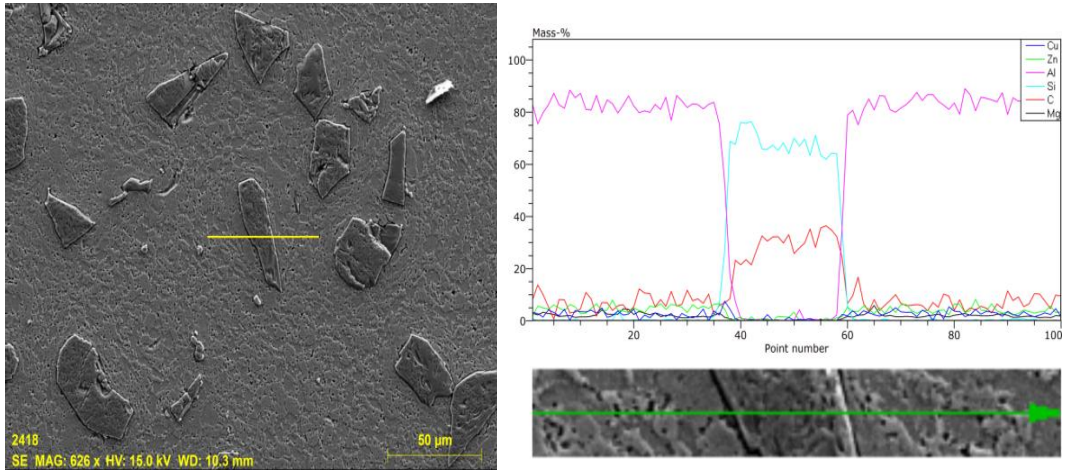 2418
50 µm
SE MAG: 626 x HV: 15.0 kV WD: 10.3 mm
Mass-%
100
80
60
40
20
Cu
Zn
Al
Si
C
Mg
20
40
60
80
100
Point number